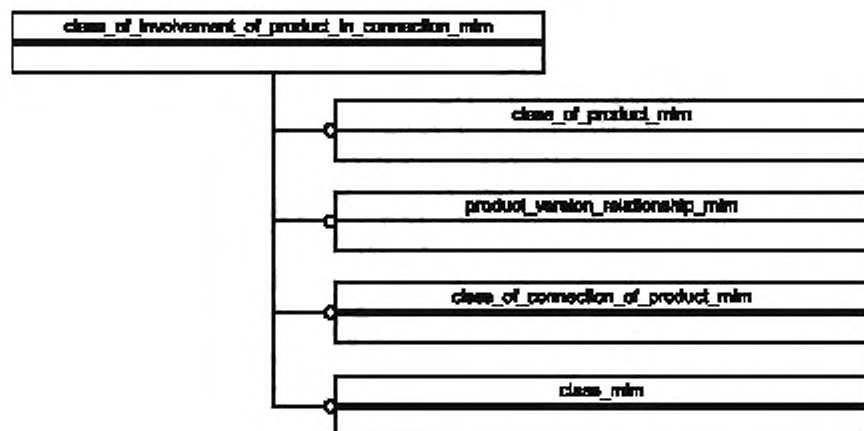 class_of_involvement_of_product_in_connection_mim
class_of_product_mim
product_version_relationship_mim
class_of_connection_of_product_mim
class_mim